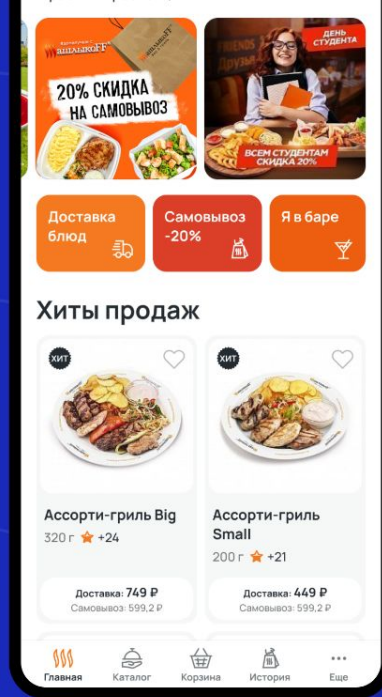 ШАШЛЫКОFF
20% СКИДКА
НА САМОВЫВОЗ
ДЕНЬ
СТУДЕНТА
ВСЕМ СТУДЕНТАМ
СКИДКА 20%
Доставка
блюд
Самовывоз
-20%
Я в баре
Хиты продаж
ХИТ
ХИТ
Ассорти-гриль Big
320 г +24
Доставка: 749 ₽
Самовывоз: 599,2 ₽
Ассорти-гриль
Small
200 г +21
Доставка: 449 ₽
Самовывоз: 599,2 ₽
Главная
Каталог
Корзина
История
Еще